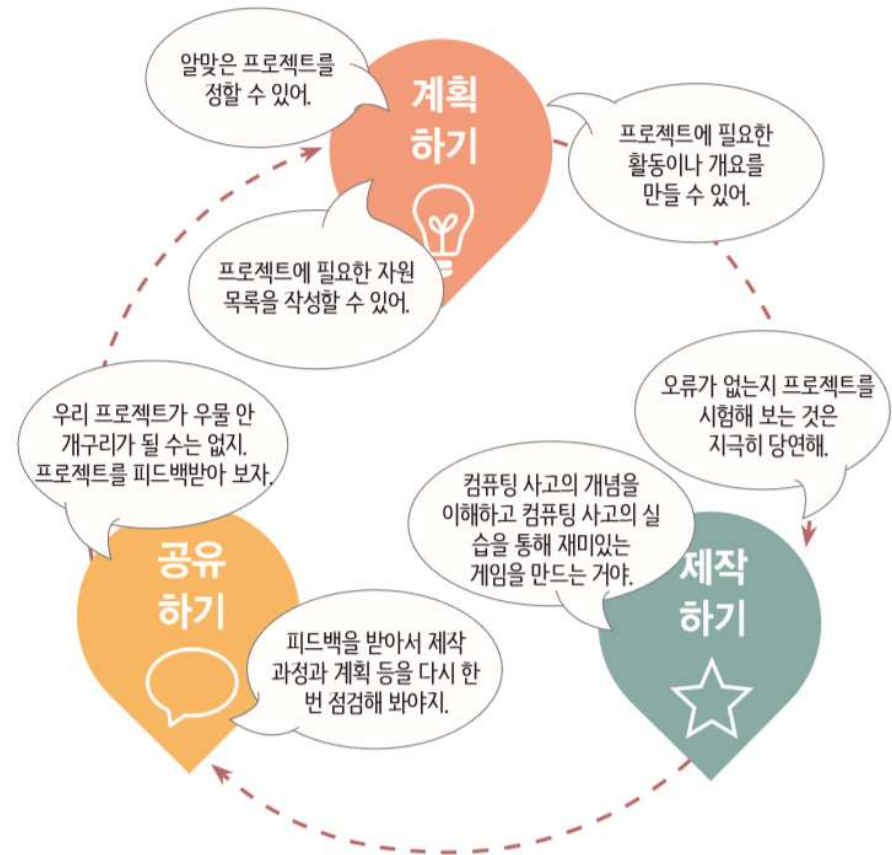 알맞은 프로젝트를
정할 수 있어.
계획
하기
프로젝트에 필요한
활동이나 개요를
만들 수 있어.
프로젝트에 필요한 자원
목록을 작성할 수 있어.
오류가 없는지 프로젝트를
시험해 보는 것은
지극히 당연해.
컴퓨팅 사고의 개념을
이해하고 컴퓨팅 사고의 실
습을 통해 재미있는
게임을 만드는 거야.
제작
하기
우리 프로젝트가 우물 안
개구리가 될 수는 없지.
프로젝트를 피드백받아 보자.
공유
하기
피드백을 받아서 제작
과정과 계획 등을 다시 한
번 점검해 봐야지.